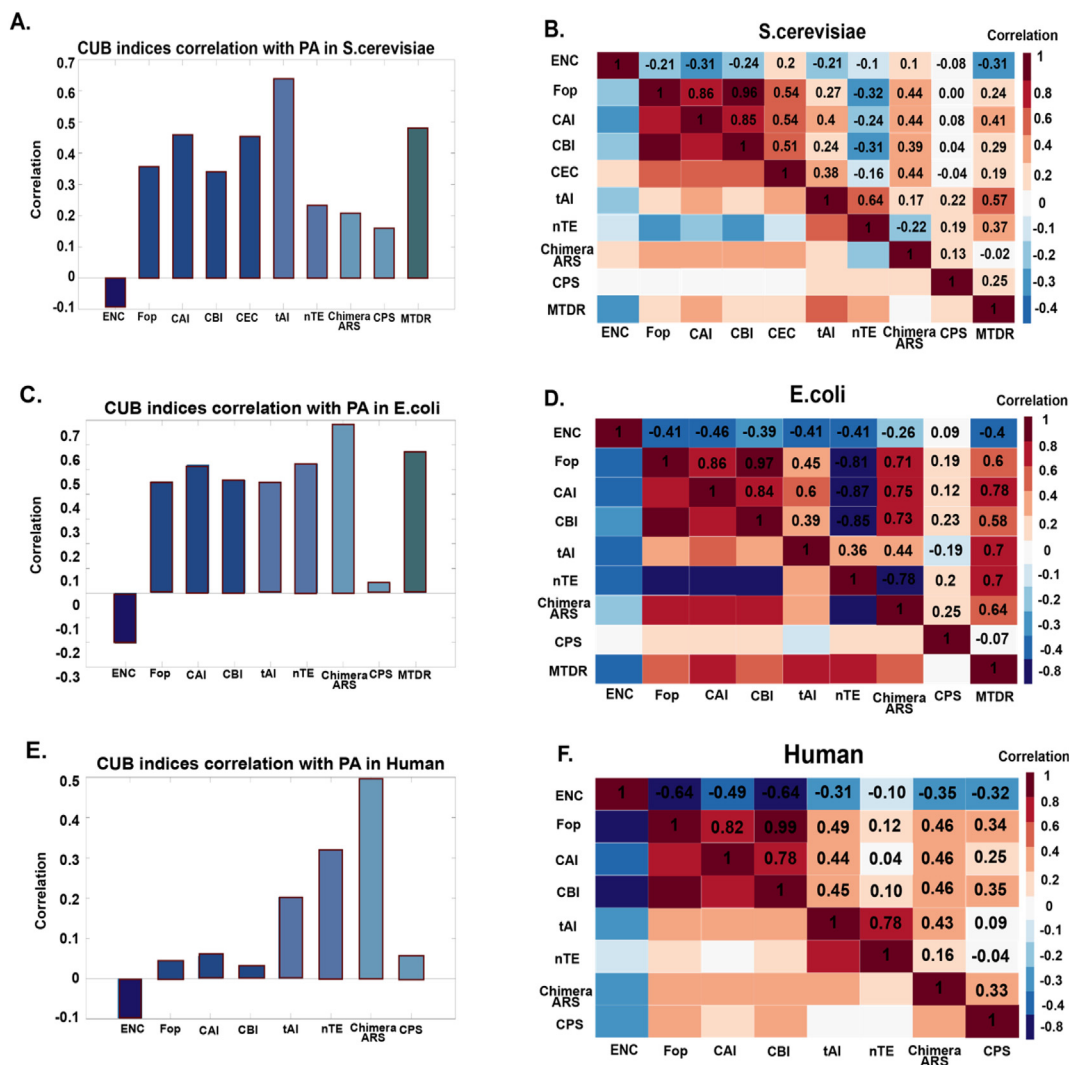 A.
CUB indices correlation with PA in S.cerevisiae
0.7
0.6
0.5
0.4
0.3
0.2
0.1
0
-0.1
Correlation
ENC Fop CAI CBI CEC tAI nTE Chimera ARS CPS MTDR
B.
S.cerevisiae
Correlation
ENC 1 -0.21 -0.31 -0.24 0.2 -0.21 -0.1 0.1 -0.08 -0.31
Fop 1 0.86 0.96 0.54 0.27 -0.32 0.44 0.00 0.24
CAI 1 0.85 0.54 0.4 -0.24 0.44 0.08 0.41
CBI 1 0.51 0.24 -0.31 0.39 0.04 0.29
CEC 1 0.38 -0.16 0.44 -0.04 0.19
tAI 1 0.64 0.17 0.22 0.57
nTE 1 -0.22 0.19 0.37
Chimera ARS 1 0.13 -0.02
CPS 1 0.25
MTDR 1
ENC Fop CAI CBI CEC tAI nTE Chimera ARS CPS MTDR
1
0.8
0.6
0.4
0.2
0
-0.1
-0.2
-0.3
-0.4
C.
CUB indices correlation with PA in E.coli
0.7
0.6
0.5
0.4
0.3
0.2
0.1
0
-0.1
-0.2
-0.3
Correlation
ENC Fop CAI CBI tAI nTE Chimera ARS CPS MTDR
D.
E.coli
Correlation
ENC 1 -0.41 -0.46 -0.39 -0.41 -0.41 -0.26 0.09 -0.4
Fop 1 0.86 0.97 0.45 -0.81 0.71 0.19 0.6
CAI 1 0.84 0.6 -0.87 0.75 0.12 0.78
CBI 1 0.39 -0.85 0.73 0.23 0.58
tAI 1 0.36 0.44 -0.19 0.7
nTE 1 -0.78 0.2 0.7
Chimera ARS 1 0.25 0.64
CPS 1 -0.07
MTDR 1
ENC Fop CAI CBI tAI nTE Chimera ARS CPS MTDR
1
0.8
0.6
0.4
0.2
0
-0.1
-0.2
-0.3
-0.4
-0.8
E.
CUB indices correlation with PA in Human
0.5
0.4
0.3
0.2
0.1
0
-0.1
Correlation
ENC Fop CAI CBI tAI nTE Chimera ARS CPS
F.
Human
Correlation
ENC 1 -0.64 -0.49 -0.64 -0.31 -0.10 -0.35 -0.32
Fop 1 0.82 0.99 0.49 0.12 0.46 0.34
CAI 1 0.78 0.44 0.04 0.46 0.25
CBI 1 0.45 0.10 0.46 0.35
tAI 1 0.78 0.43 0.09
nTE 1 0.16 -0.04
Chimera ARS 1 0.33
CPS 1
ENC Fop CAI CBI tAI nTE Chimera ARS CPS
1
0.8
0.6
0.4
0.2
0
-0.1
-0.2
-0.3
-0.4
-0.8